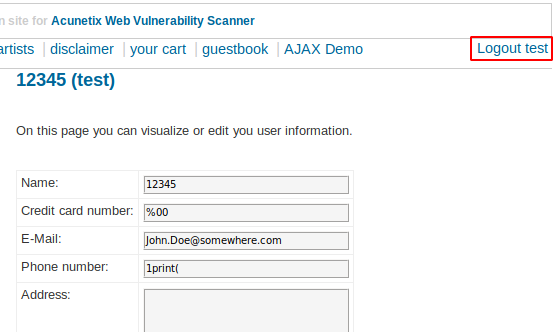 n site for Acunetix Web Vulnerability Scanner
artists | disclaimer | your cart | guestbook | AJAX Demo Logout test
12345 (test)
On this page you can visualize or edit you user information.
Name: 12345
Credit card number: %00
E-Mail: John.Doe@somewhere.com
Phone number: 1print(
Address: